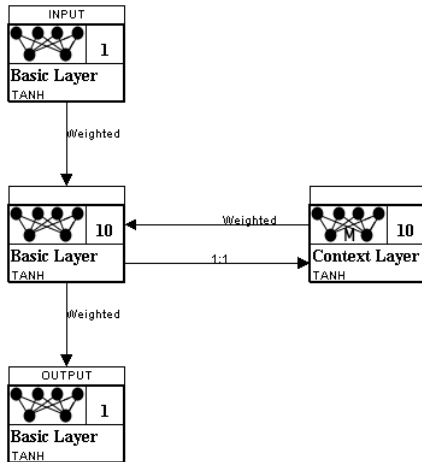 INPUT
1
Basic Layer
TANH
Weighted
10
Basic Layer
TANH
Weighted
1:1
M
10
Context Layer
TANH
Weighted
OUTPUT
1
Basic Layer
TANH